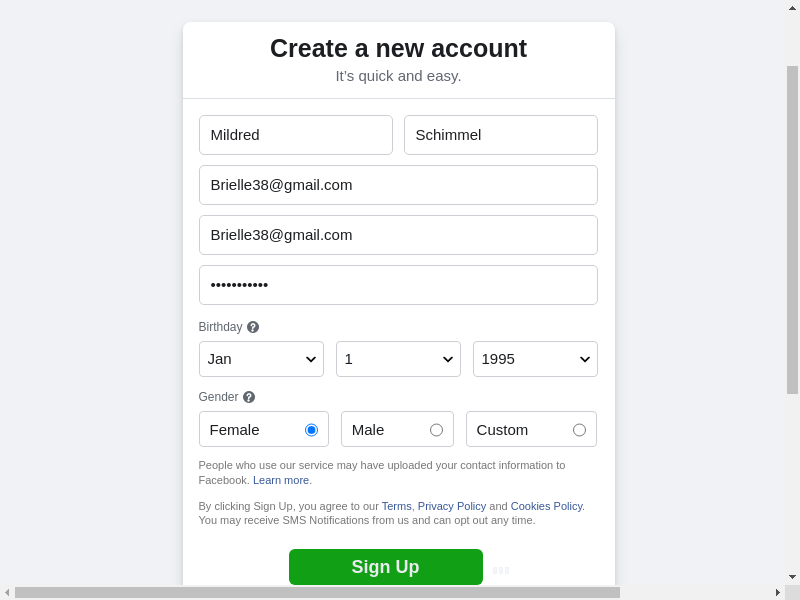 Create a new account
It's quick and easy.
Mildred Schimmel
Brielle38@gmail.com
Brielle38@gmail.com
•••••••••••
Birthday
Jan 1 1995
Gender
Female Male Custom
People who use our service may have uploaded your contact information to
Facebook. Learn more.
By clicking Sign Up, you agree to our Terms, Privacy Policy and Cookies Policy.
You may receive SMS Notifications from us and can opt out any time.
Sign Up